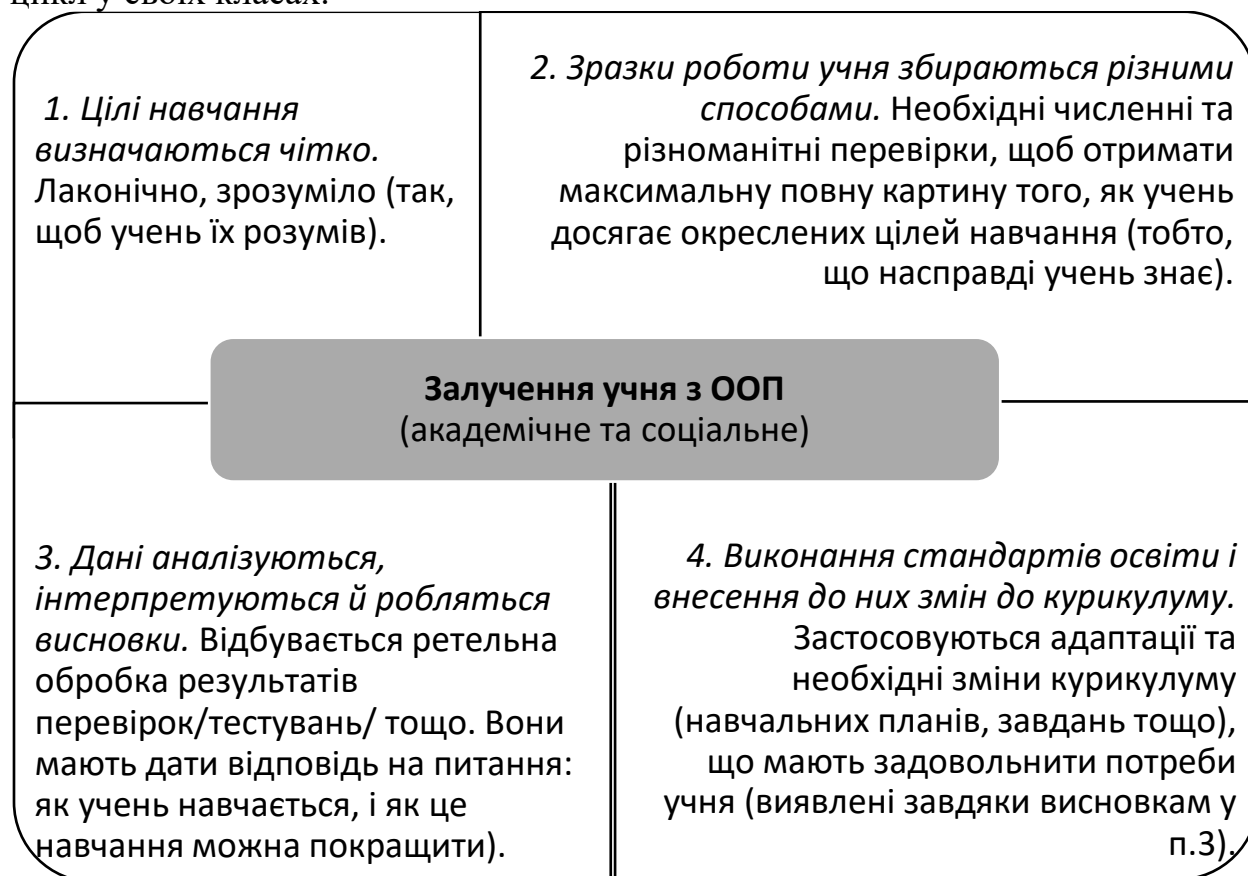 цикл у своїх класах.
1. Цілі навчання
визначаються чітко.
Лаконічно, зрозуміло (так,
щоб учень їх розумів).
2. Зразки роботи учня збираються різними
способами. Необхідні численні та
різноманітні перевірки, щоб отримати
максимальну повну картину того, як учень
досягає окреслених цілей навчання (тобто,
що насправді учень знає).
Залучення учня з ООП
(академічне та соціальне)
3. Дані аналізуються,
інтерпретуються й робляться
висновки. Відбувається ретельна
обробка результатів
перевірок/тестувань/ тощо. Вони
мають дати відповідь на питання:
як учень навчається, і як це
навчання можна покращити).
4. Виконання стандартів освіти і
внесення до них змін до курикулуму.
Застосовуються адаптації та
необхідні зміни курикулуму
(навчальних планів, завдань тощо),
що мають задовольнити потреби
учня (виявлені завдяки висновкам у
п.3).